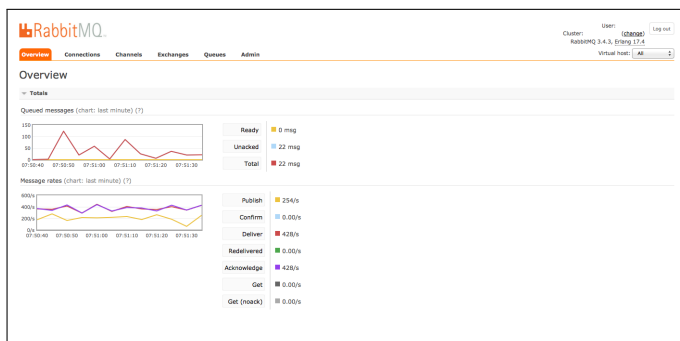 RabbitMQ
User:
Cluster: (change)
RabbitMQ 3.4.3, Erlang 17.4
Log out
Overview Connections Channels Exchanges Queues Admin
Virtual host: All
Overview
Totals
Queued messages (chart: last minute) (?)
150
100
50
0
07:50:40 07:50:50 07:51:00 07:51:10 07:51:20 07:51:30
Ready 0 msg
Unacked 22 msg
Total 22 msg
Message rates (chart: last minute) (?)
600/s
400/s
200/s
0/s
07:50:40 07:50:50 07:51:00 07:51:10 07:51:20 07:51:30
Publish 254/s
Confirm 0.00/s
Deliver 428/s
Redelivered 0.00/s
Acknowledge 428/s
Get 0.00/s
Get (noack) 0.00/s